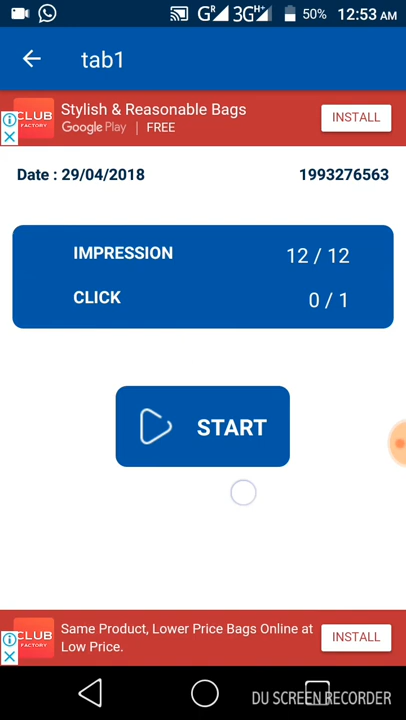 GR 3G H+ 50% 12:53 AM
tab1
CLUB FACTORY
Stylish & Reasonable Bags
Google Play | FREE
INSTALL
Date : 29/04/2018 1993276563
IMPRESSION 12 / 12
CLICK 0 / 1
START
CLUB FACTORY
Same Product, Lower Price Bags Online at
Low Price.
INSTALL
DU SCREEN RECORDER